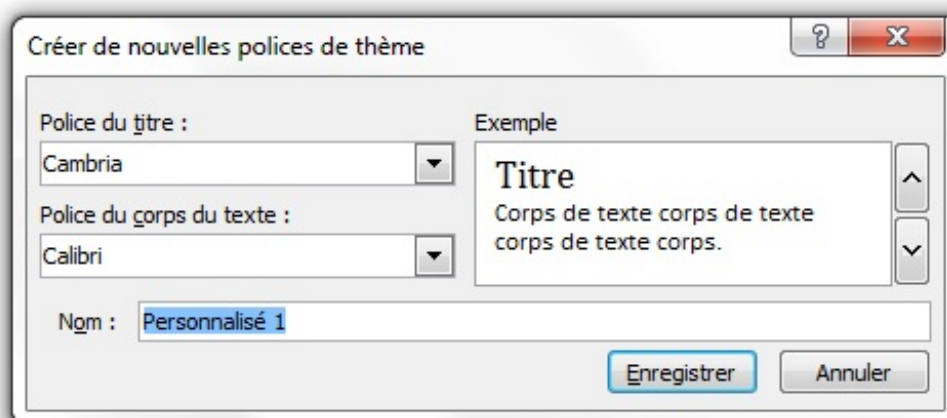 Créer de nouvelles polices de thème
Police du titre :
Cambria
Police du corps du texte :
Calibri
Exemple
Titre
Corps de texte corps de texte
corps de texte corps.
Nom : Personnalisé 1
Enregistrer Annuler